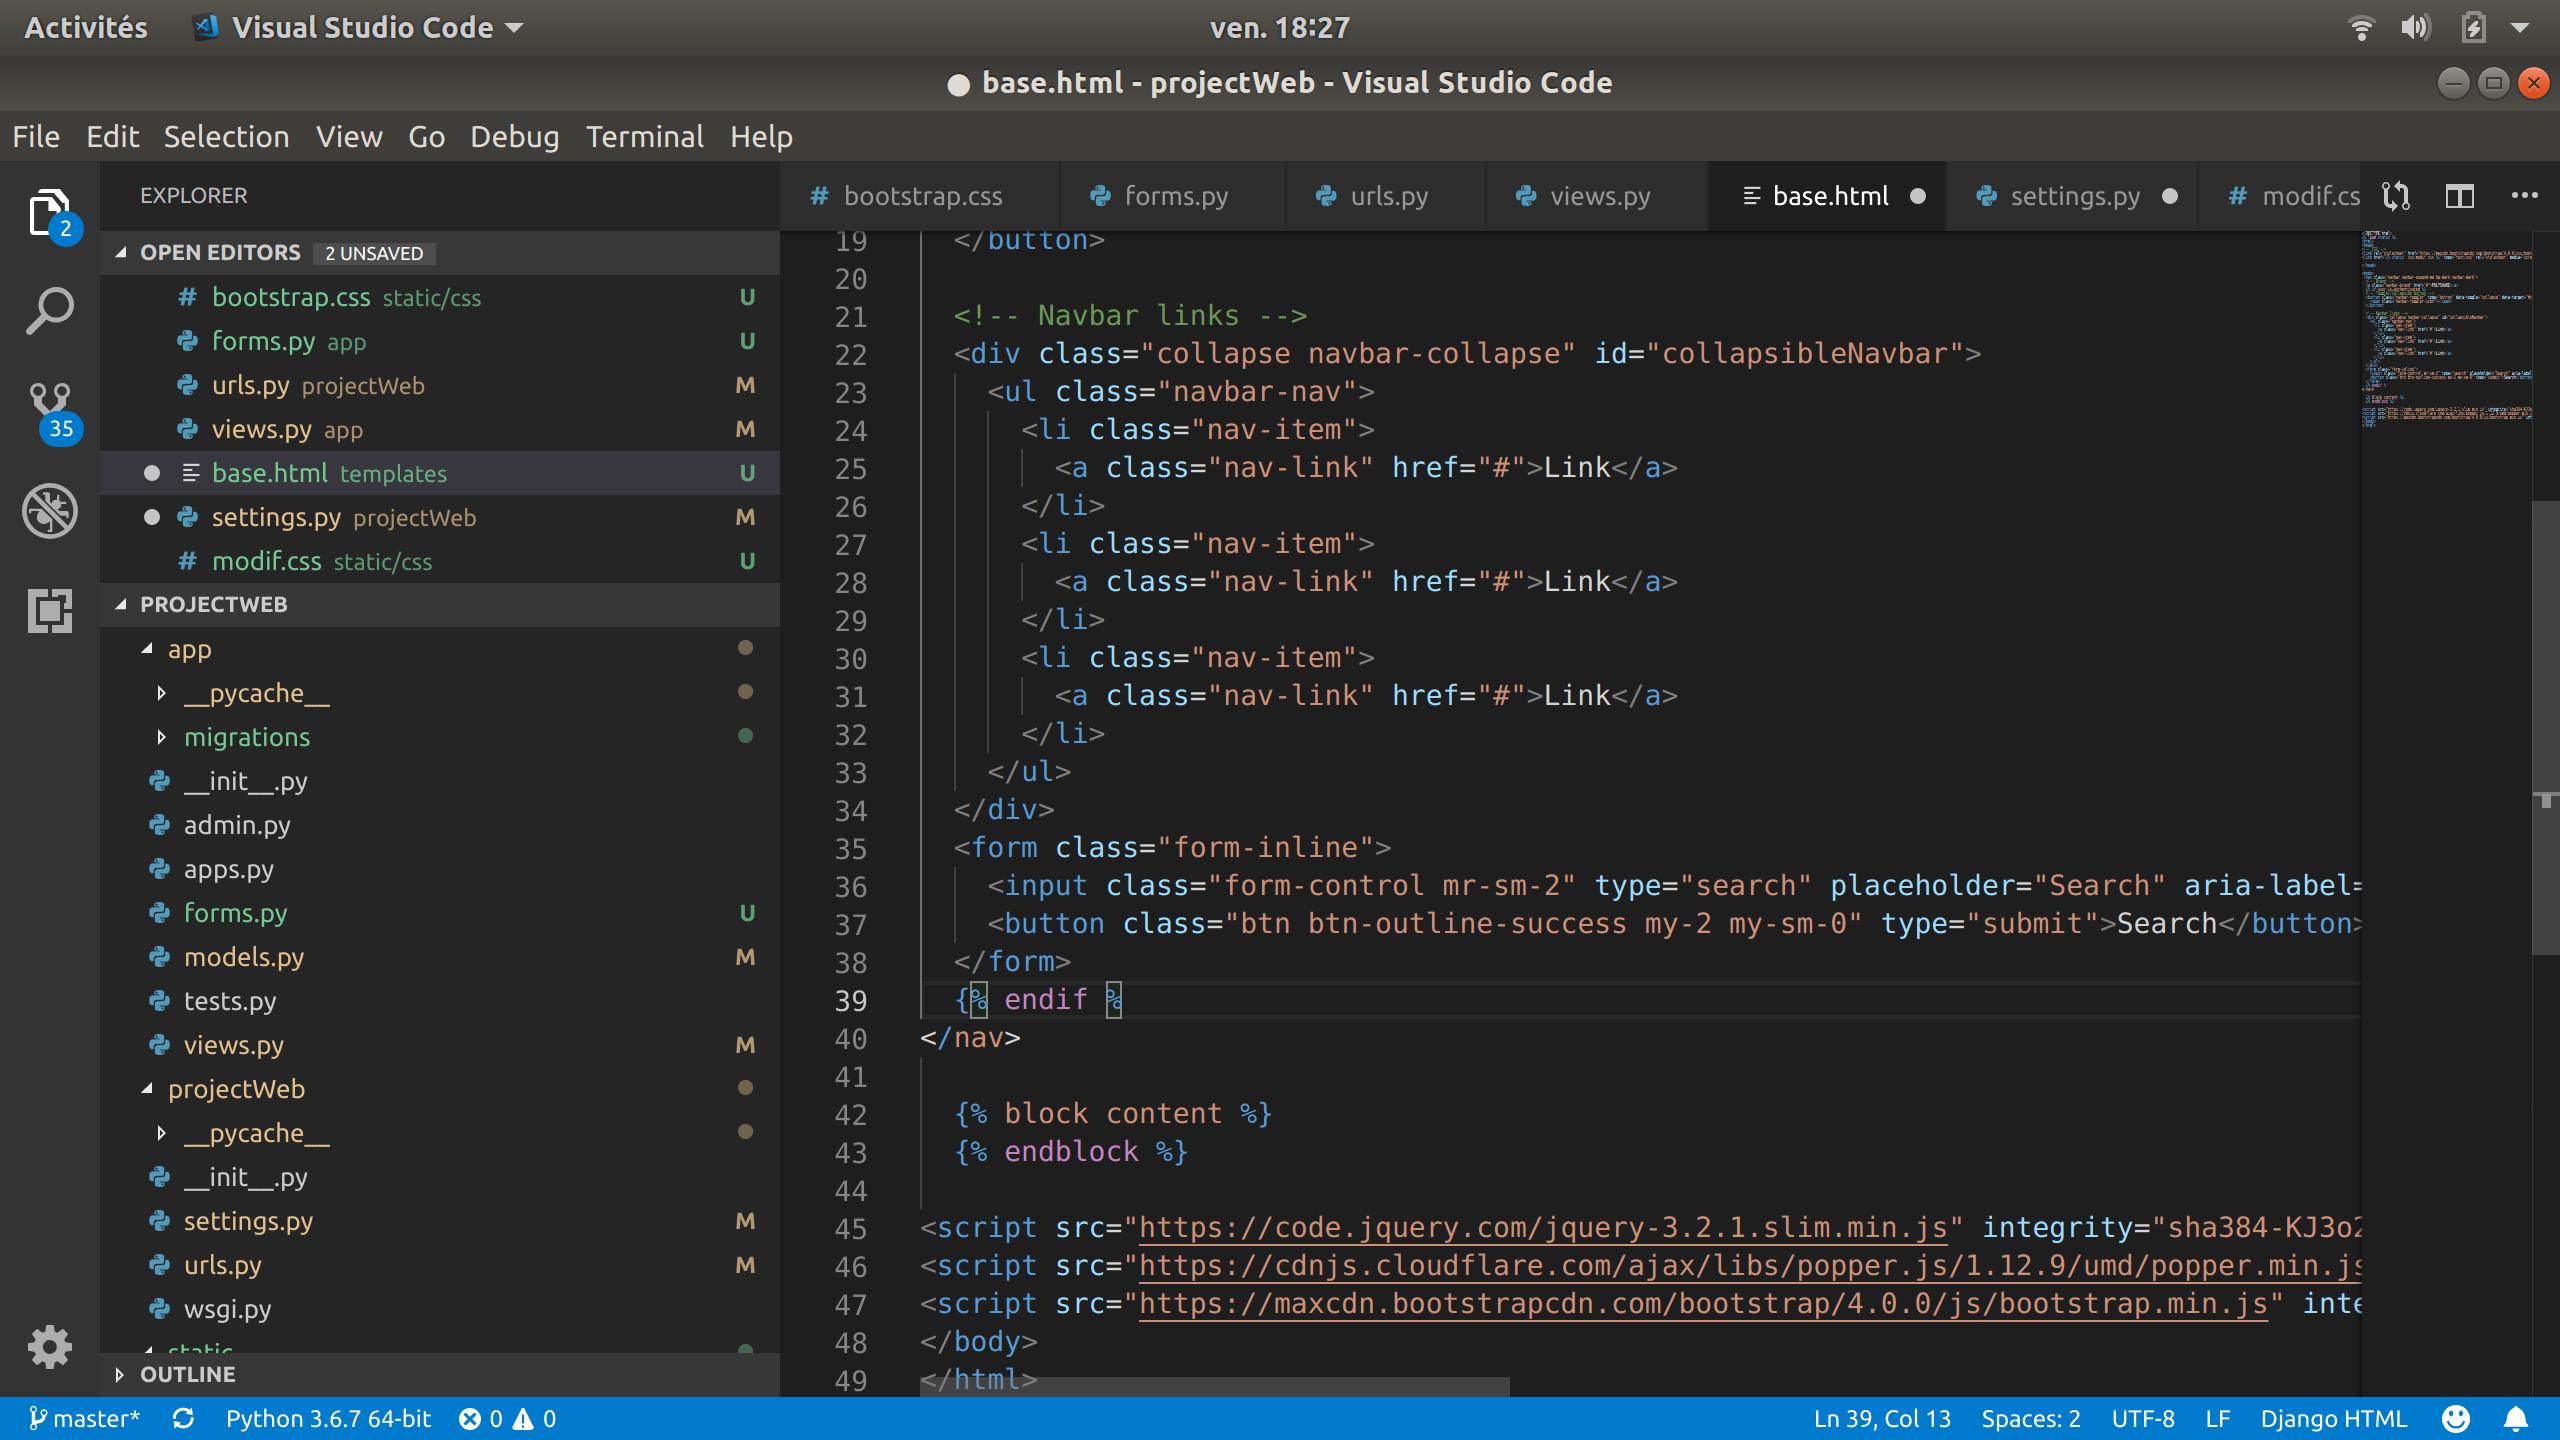 Activités
Visual Studio Code
ven. 18:27
● base.html - projectWeb - Visual Studio Code
File Edit Selection View Go Debug Terminal Help
2
35
EXPLORER
OPEN EDITORS 2 UNSAVED
# bootstrap.css static/css U
forms.py app U
urls.py projectWeb M
views.py app M
● base.html templates U
● settings.py projectWeb M
# modif.css static/css U
PROJECTWEB
app
__pycache__
migrations
__init__.py
admin.py
apps.py
forms.py U
models.py M
tests.py
views.py M
projectWeb
__pycache__
__init__.py
settings.py M
urls.py M
wsgi.py
static
OUTLINE
# bootstrap.css forms.py urls.py views.py base.html ● settings.py ● # modif.cs
19 </button>
20
21 <!-- Navbar links -->
22 <div class="collapse navbar-collapse" id="collapsibleNavbar">
23 <ul class="navbar-nav">
24 <li class="nav-item">
25 <a class="nav-link" href="#">Link</a>
26 </li>
27 <li class="nav-item">
28 <a class="nav-link" href="#">Link</a>
29 </li>
30 <li class="nav-item">
31 <a class="nav-link" href="#">Link</a>
32 </li>
33 </ul>
34 </div>
35 <form class="form-inline">
36 <input class="form-control mr-sm-2" type="search" placeholder="Search" aria-label=
37 <button class="btn btn-outline-success my-2 my-sm-0" type="submit">Search</button>
38 </form>
39 {% endif %
40 </nav>
41
42 {% block content %}
43 {% endblock %}
44
45 <script src="https://code.jquery.com/jquery-3.2.1.slim.min.js" integrity="sha384-KJ3o2
46 <script src="https://cdnjs.cloudflare.com/ajax/libs/popper.js/1.12.9/umd/popper.min.js
47 <script src="https://maxcdn.bootstrapcdn.com/bootstrap/4.0.0/js/bootstrap.min.js" inte
48 </body>
49 </html>
master* Python 3.6.7 64-bit 0 0 Ln 39, Col 13 Spaces: 2 UTF-8 LF Django HTML